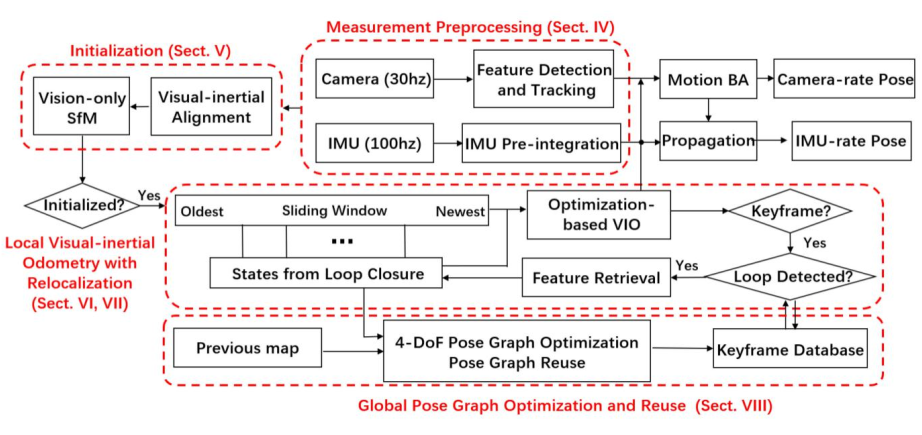 Measurement Preprocessing (Sect. IV)
Initialization (Sect. V)
Camera (30hz)
Feature Detection
and Tracking
Motion BA
Camera-rate Pose
Vision-only
SfM
Visual-inertial
Alignment
IMU (100hz)
IMU Pre-integration
Propagation
IMU-rate Pose
Initialized?
Yes
Oldest
Sliding Window
Newest
Optimization-
based VIO
Keyframe?
Local Visual-inertial
Odometry with
Relocalization
(Sect. VI, VII)
...
Yes
States from Loop Closure
Feature Retrieval
Yes
Loop Detected?
Previous map
4-DoF Pose Graph Optimization
Pose Graph Reuse
Keyframe Database
Global Pose Graph Optimization and Reuse (Sect. VIII)